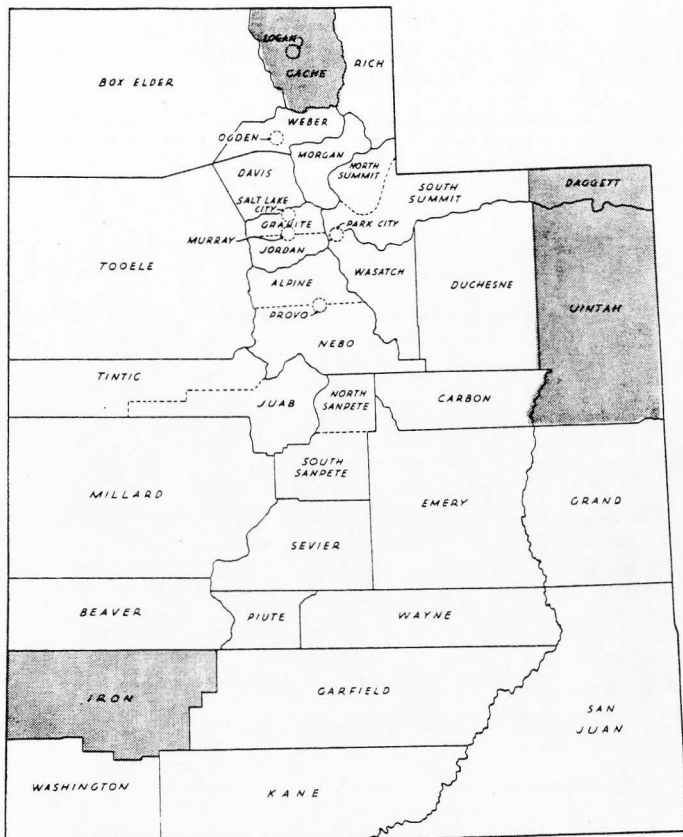 LOGAN
CACHE
RICH
BOX ELDER
WEBER
OGDEN
MORGAN
NORTH
SUMMIT
DAVIS
SOUTH
SUMMIT
DAGGETT
SALT LAKE
CITY
GRANITE
PARK CITY
MURRAY
JORDAN
TOOELE
WASATCH
ALPINE
DUCHESNE
UINTAH
PROVO
NEBO
TINTIC
JUAB
NORTH
SANPETE
CARBON
SOUTH
SANPETE
MILLARD
EMERY
GRAND
SEVIER
BEAVER
PIUTE
WAYNE
IRON
GARFIELD
SAN
JUAN
WASHINGTON
KANE